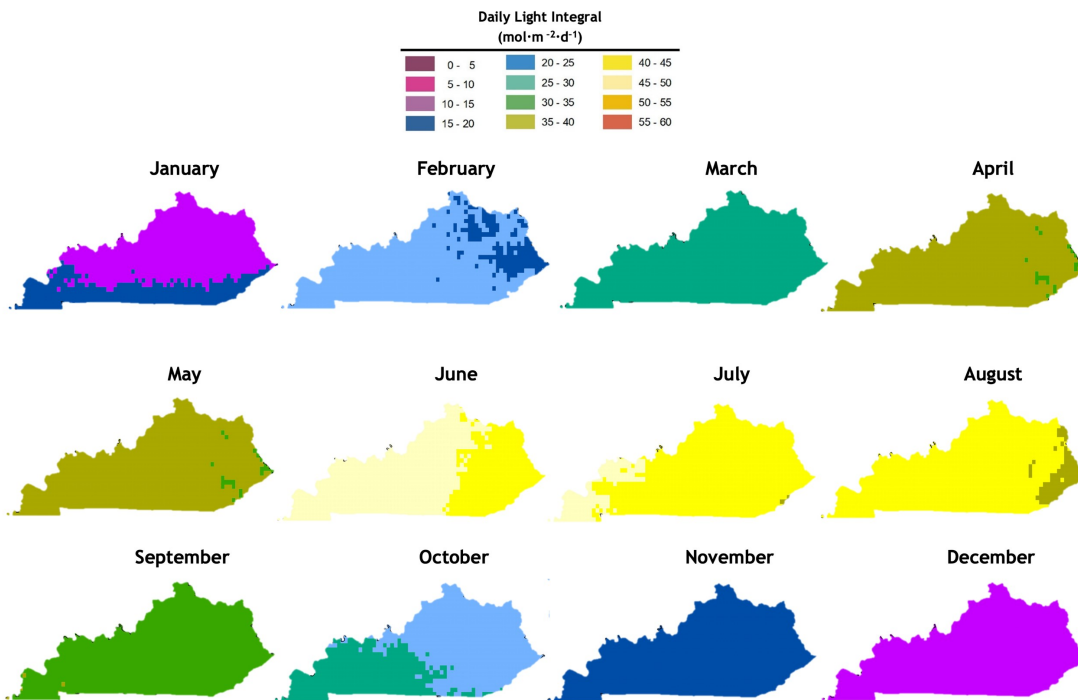 Daily Light Integral
(mol·m⁻²·d⁻¹)
0 - 5
5 - 10
10 - 15
15 - 20
20 - 25
25 - 30
30 - 35
35 - 40
40 - 45
45 - 50
50 - 55
55 - 60
January
February
March
April
May
June
July
August
September
October
November
December